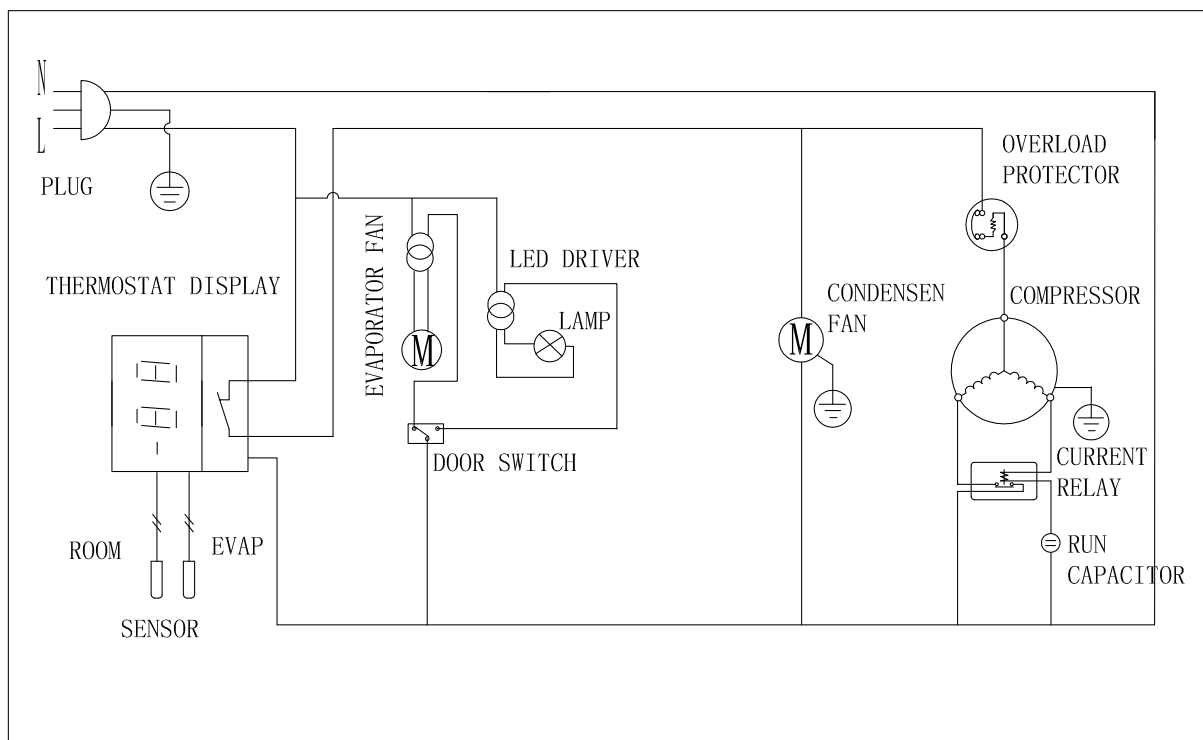 N
L
PLUG
OVERLOAD
PROTECTOR
EVAPORATOR FAN
LED DRIVER
THERMOSTAT DISPLAY
LAMP
CONDENSEN
FAN
COMPRESSOR
M
M
DOOR SWITCH
CURRENT
RELAY
ROOM
EVAP
RUN
CAPACITOR
SENSOR